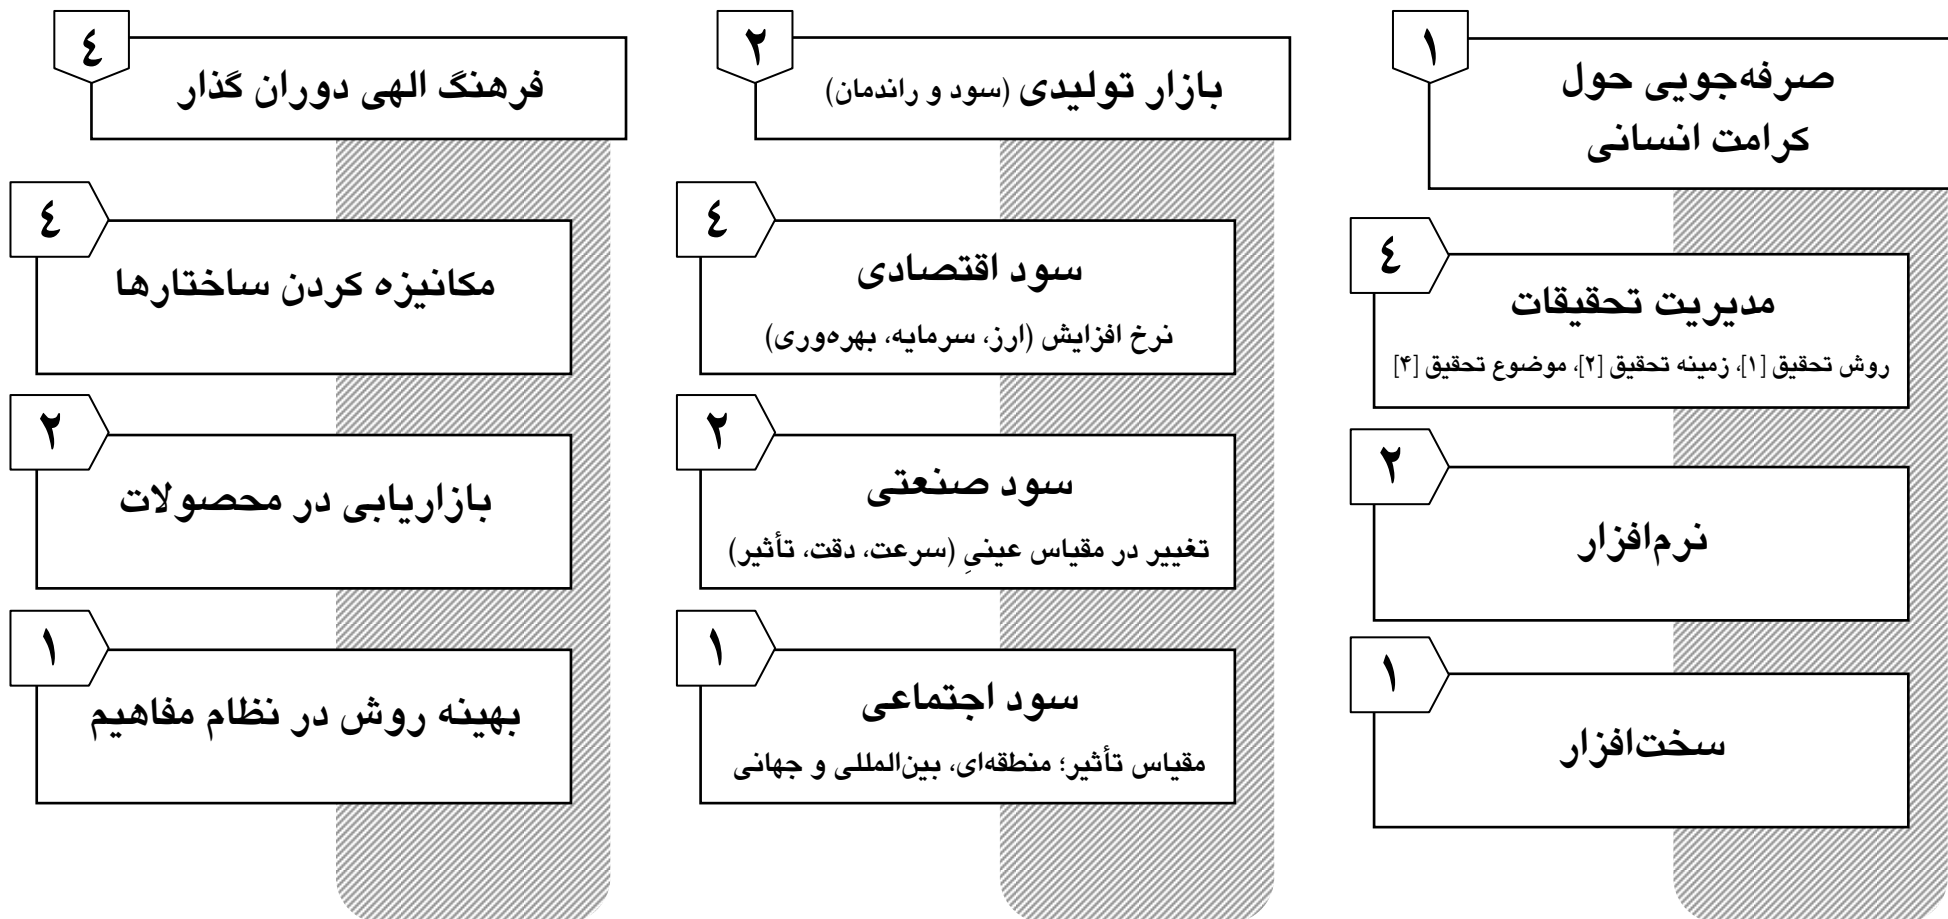 ١
صرفه‌جویی حول
کرامت انسانی
٤
مدیریت تحقیقات
روش تحقیق [۱]، زمینه تحقیق [۲]، موضوع تحقیق [۴]
٢
نرم‌افزار
١
سخت‌افزار
٢
بازار تولیدی (سود و راندمان)
٤
سود اقتصادی
نرخ افزایش (ارز، سرمایه، بهره‌وری)
٢
سود صنعتی
تغییر در مقیاس عینیِ (سرعت، دقت، تأثیر)
١
سود اجتماعی
مقیاس تأثیر؛ منطقه‌ای، بین‌المللی و جهانی
٤
فرهنگ الهی دوران گذار
٤
مکانیزه کردن ساختارها
٢
بازاریابی در محصولات
١
بهینه روش در نظام مفاهیم